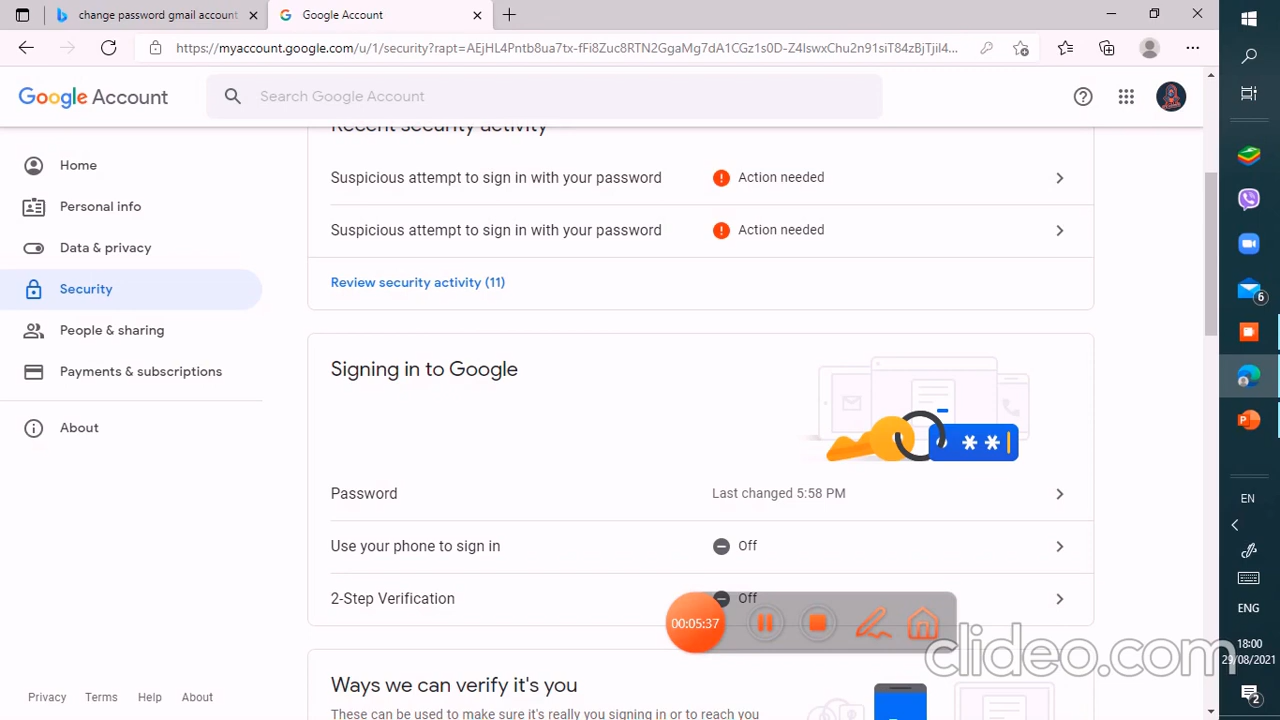 change password gmail account
Google Account
https://myaccount.google.com/u/1/security?rapt=AEjHL4Pntb8ua7tx-fFi8Zuc8RTN2GgaMg7dA1CGz1s0D-Z4IswxChu2n91siT84zBjTjiI4...
Google Account
Search Google Account
Recent security activity
Home
Suspicious attempt to sign in with your password
Action needed
Personal info
Suspicious attempt to sign in with your password
Action needed
Data & privacy
Review security activity (11)
Security
People & sharing
Signing in to Google
Payments & subscriptions
About
**
Password
Last changed 5:58 PM
Use your phone to sign in
Off
2-Step Verification
Off
00:05:37
Ways we can verify it's you
These can be used to make sure it's really you signing in or to reach you
Privacy
Terms
Help
About
clideo.com
6
EN
ENG
18:00
29/08/2021
2